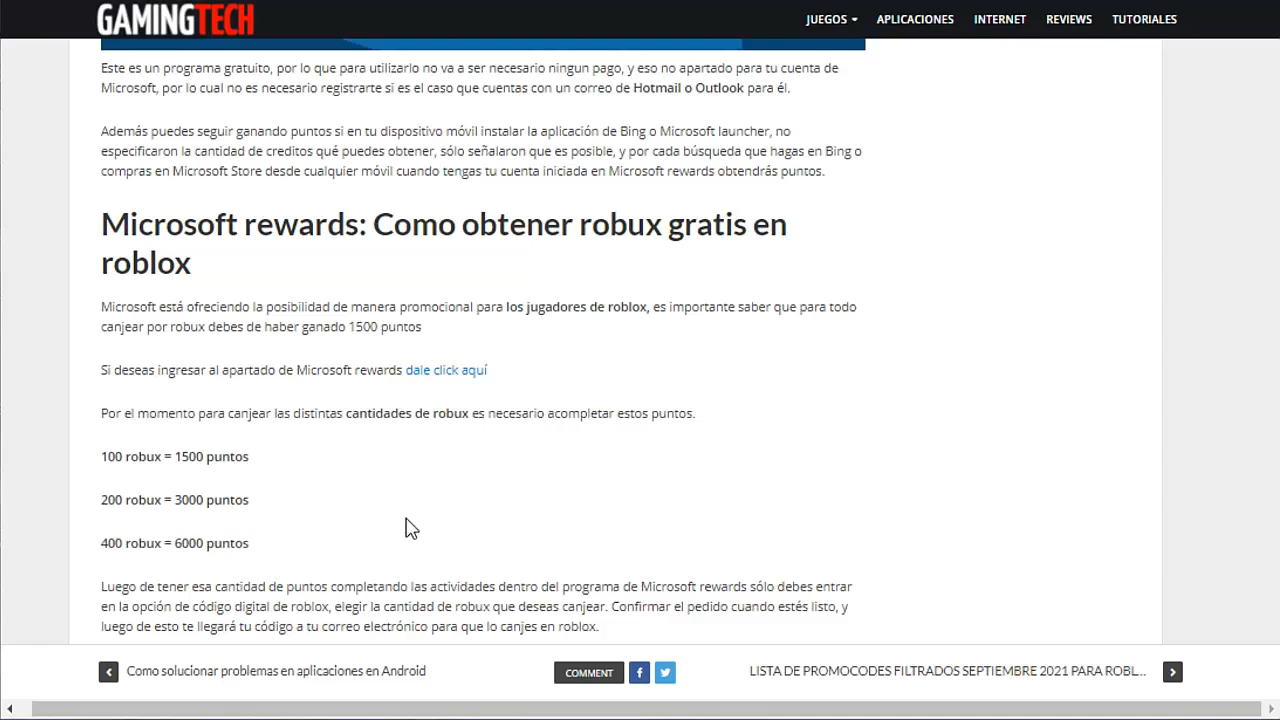 GAMINGTECH
JUEGOS APLICACIONES INTERNET REVIEWS TUTORIALES
Este es un programa gratuito, por lo que para utilizarlo no va a ser necesario ningun pago, y eso no apartado para tu cuenta de
Microsoft, por lo cual no es necesario registrarte si es el caso que cuentas con un correo de Hotmail o Outlook para él.
Además puedes seguir ganando puntos si en tu dispositivo móvil instalar la aplicación de Bing o Microsoft launcher, no
especificaron la cantidad de creditos qué puedes obtener, sólo señalaron que es posible, y por cada búsqueda que hagas en Bing o
compras en Microsoft Store desde cualquier móvil cuando tengas tu cuenta iniciada en Microsoft rewards obtendrás puntos.
Microsoft rewards: Como obtener robux gratis en
roblox
Microsoft está ofreciendo la posibilidad de manera promocional para los jugadores de roblox, es importante saber que para todo
canjear por robux debes de haber ganado 1500 puntos
Si deseas ingresar al apartado de Microsoft rewards dale click aquí
Por el momento para canjear las distintas cantidades de robux es necesario acompletar estos puntos.
100 robux = 1500 puntos
200 robux = 3000 puntos
400 robux = 6000 puntos
Luego de tener esa cantidad de puntos completando las actividades dentro del programa de Microsoft rewards sólo debes entrar
en la opción de código digital de roblox, elegir la cantidad de robux que deseas canjear. Confirmar el pedido cuando estés listo, y
luego de esto te llegará tu código a tu correo electrónico para que lo canjes en roblox.
Como solucionar problemas en aplicaciones en Android
COMMENT
LISTA DE PROMOCODES FILTRADOS SEPTIEMBRE 2021 PARA ROBL...